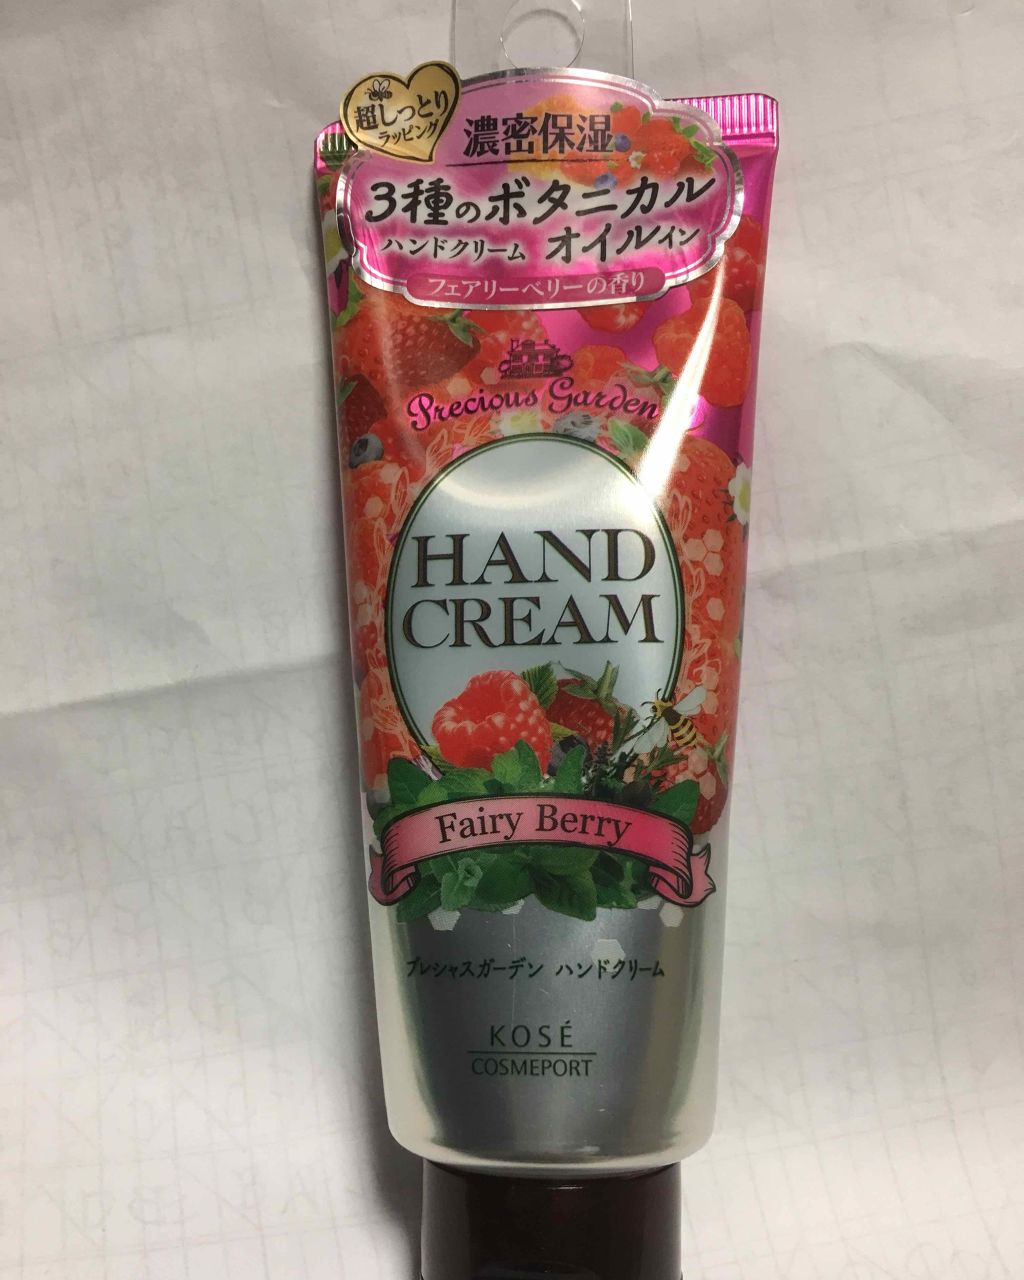 超しっとり
ラッピング
濃密保湿
3種のボタニカル
ハンドクリーム オイルイン
フェアリーベリーの香り
Precious Garden
HAND
CREAM
Fairy Berry
プレシャスガーデン ハンドクリーム
KOSÉ
COSMEPORT